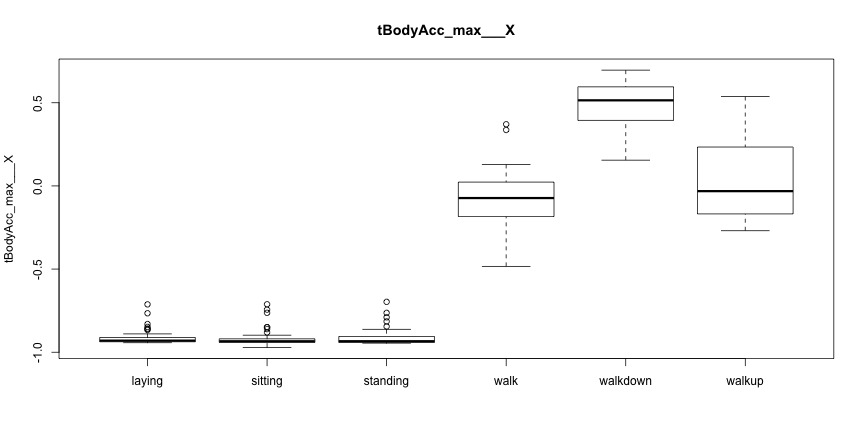 tBodyAcc_max___X
tBodyAcc_max___X
0.5
0.0
-0.5
-1.0
laying sitting standing walk walkdown walkup